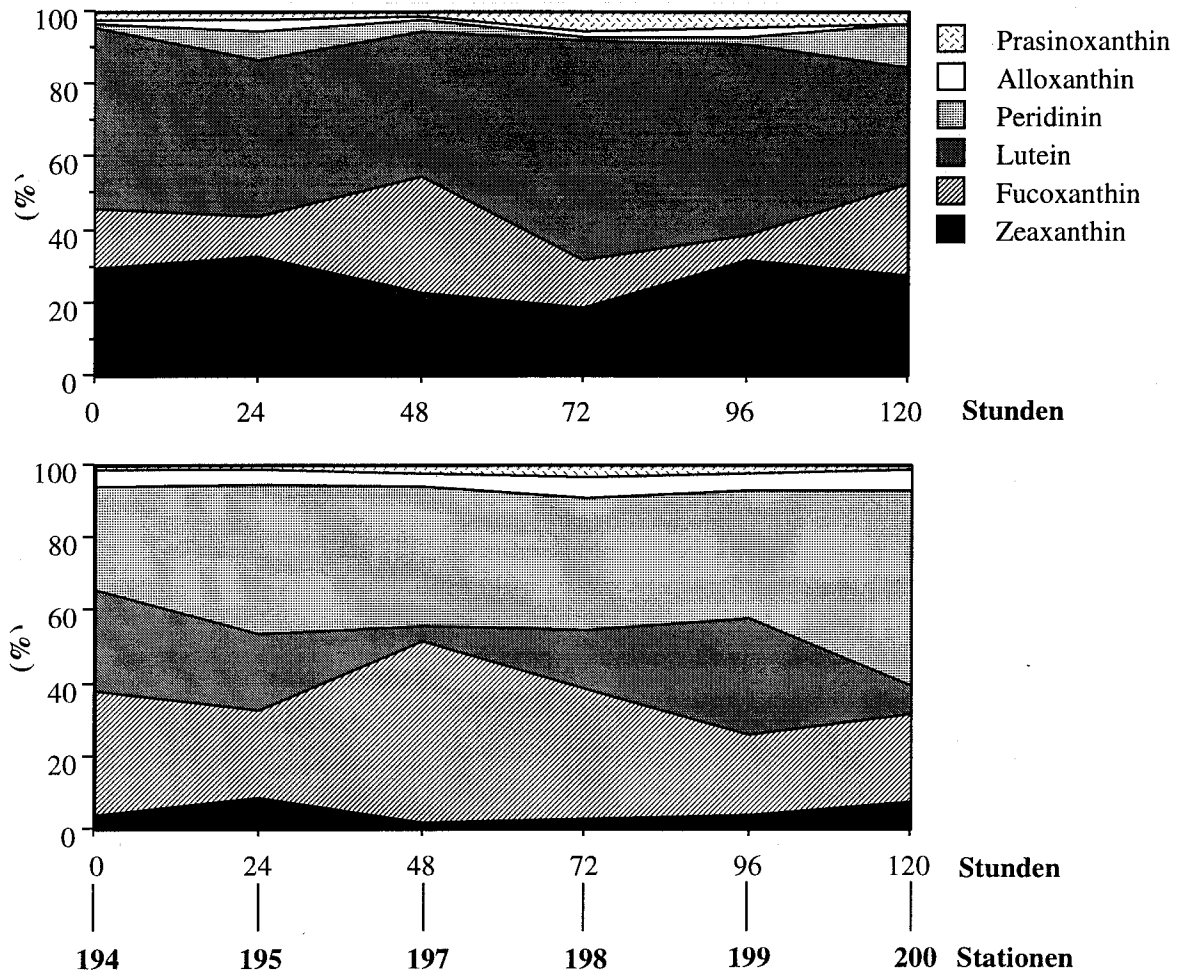 100
80
60
40
20
0
(%)
0 24 48 72 96 120 Stunden
Prasinoxanthin
Alloxanthin
Peridinin
Lutein
Fucoxanthin
Zeaxanthin
100
80
60
40
20
0
(%)
0 24 48 72 96 120 Stunden
194 195 197 198 199 200 Stationen